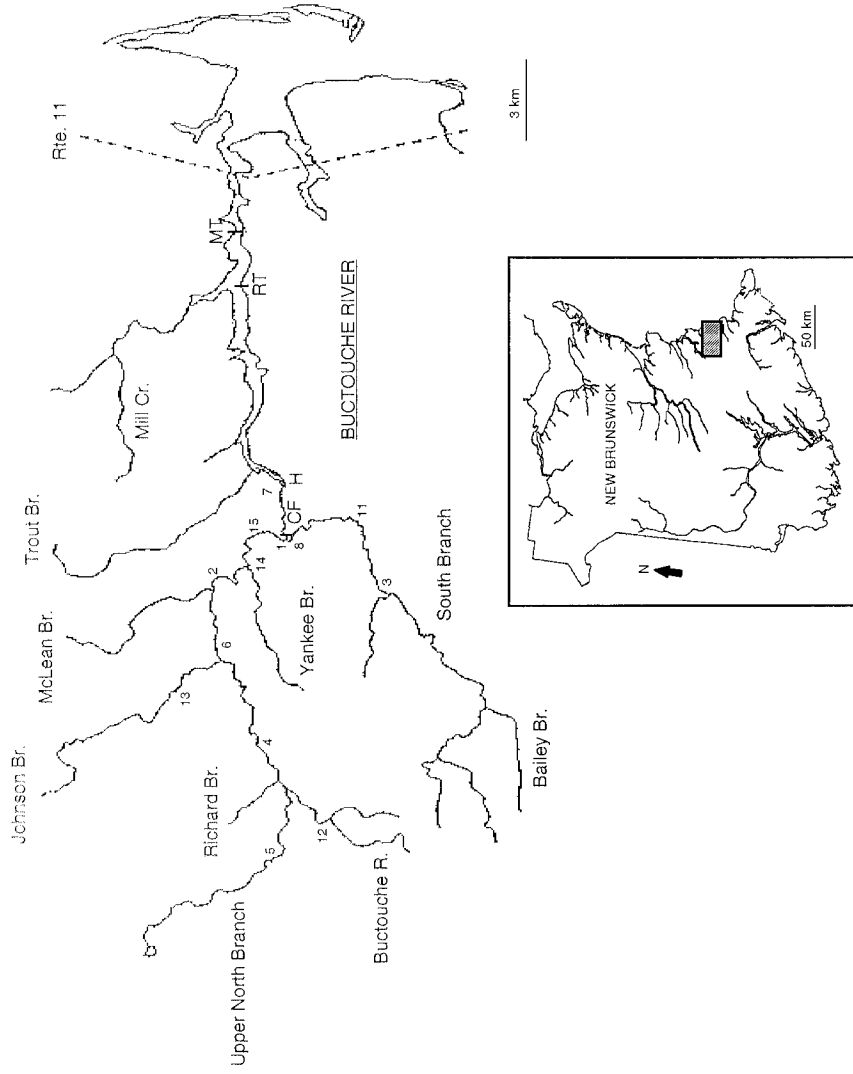 Rte. 11
3 km
MT
RT
BUCTOUCHE RIVER
Mill Cr.
Trout Br.
7
H
CF
1
8
15
14
11
2
McLean Br.
Yankee Br.
3
South Branch
6
13
Johnson Br.
4
Richard Br.
Bailey Br.
12
5
Buctouche R.
Upper North Branch
NEW BRUNSWICK
N
50 km